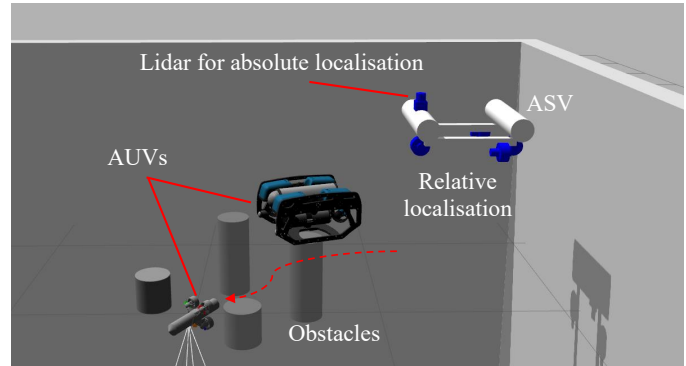 Lidar for absolute localisation
ASV
AUVs
Relative
localisation
Obstacles